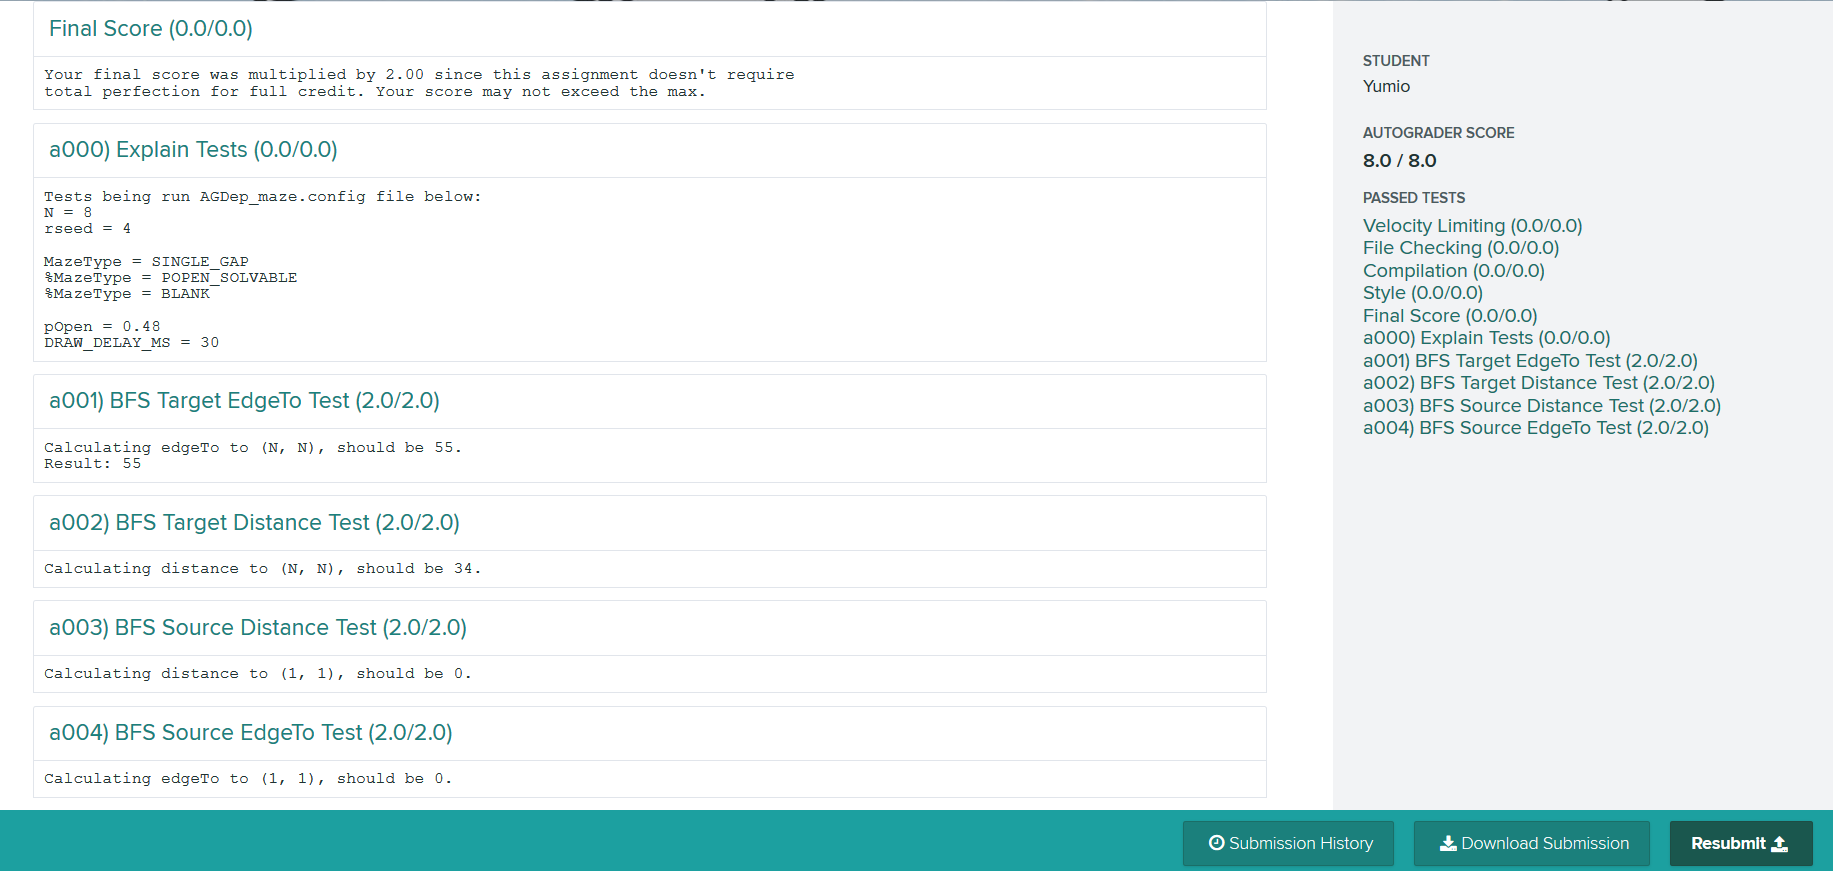 Final Score (0.0/0.0)
Your final score was multiplied by 2.00 since this assignment doesn't require
total perfection for full credit. Your score may not exceed the max.
a000) Explain Tests (0.0/0.0)
Tests being run AGDep_maze.config file below:
N = 8
rseed = 4
MazeType = SINGLE_GAP
%MazeType = POPEN_SOLVABLE
%MazeType = BLANK
pOpen = 0.48
DRAW_DELAY_MS = 30
a001) BFS Target EdgeTo Test (2.0/2.0)
Calculating edgeTo to (N, N), should be 55.
Result: 55
a002) BFS Target Distance Test (2.0/2.0)
Calculating distance to (N, N), should be 34.
a003) BFS Source Distance Test (2.0/2.0)
Calculating distance to (1, 1), should be 0.
a004) BFS Source EdgeTo Test (2.0/2.0)
Calculating edgeTo to (1, 1), should be 0.
STUDENT
Yumio
AUTOGRADER SCORE
8.0 / 8.0
PASSED TESTS
Velocity Limiting (0.0/0.0)
File Checking (0.0/0.0)
Compilation (0.0/0.0)
Style (0.0/0.0)
Final Score (0.0/0.0)
a000) Explain Tests (0.0/0.0)
a001) BFS Target EdgeTo Test (2.0/2.0)
a002) BFS Target Distance Test (2.0/2.0)
a003) BFS Source Distance Test (2.0/2.0)
a004) BFS Source EdgeTo Test (2.0/2.0)
Submission History
Download Submission
Resubmit